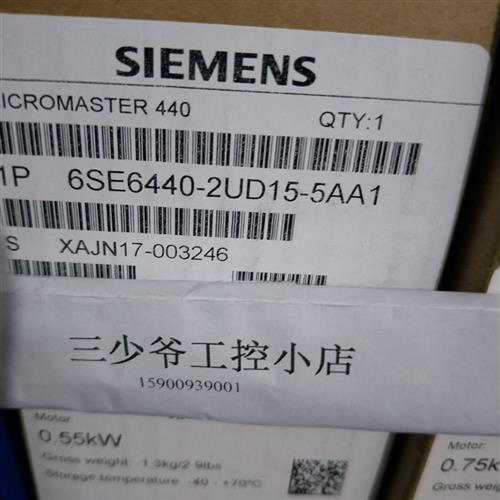 SIEMENS
MICROMASTER 440
QTY:1
1P 6SE6440-2UD15-5AA1
S XAJN17-003246
三少爷工控小店
15900939001
Motor:
0.55kW
Gross weight: 1.3kg/2.9lbs
Storage temperature -40 - +70°C
Motor:
0.75k
Gross weig